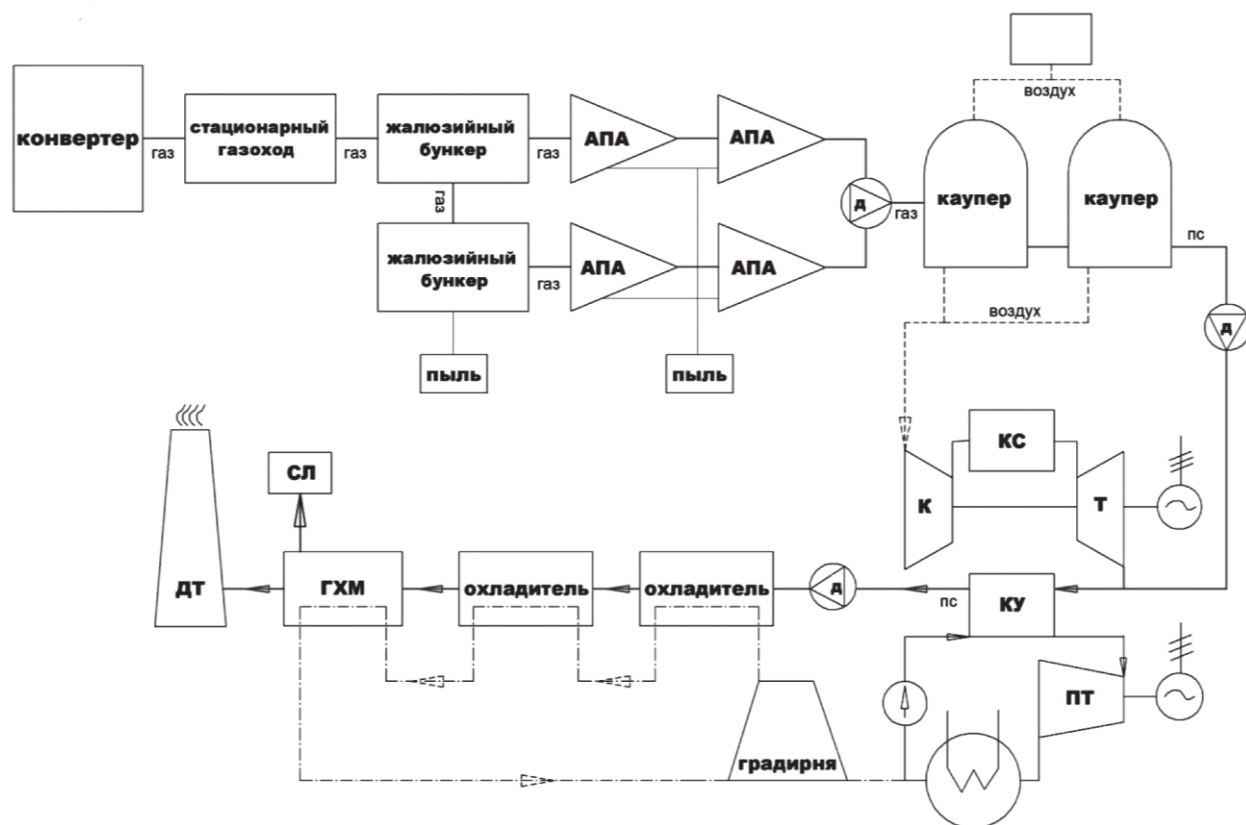 воздух
конвертер
газ
стационарный
газоход
газ
жалюзийный
бункер
газ
АПА
АПА
д
газ
каупер
каупер
пс
газ
жалюзийный
бункер
газ
АПА
АПА
воздух
д
пыль
пыль
КС
К
Т
СЛ
ДТ
ГХМ
охладитель
охладитель
д
пс
КУ
ПТ
градирня